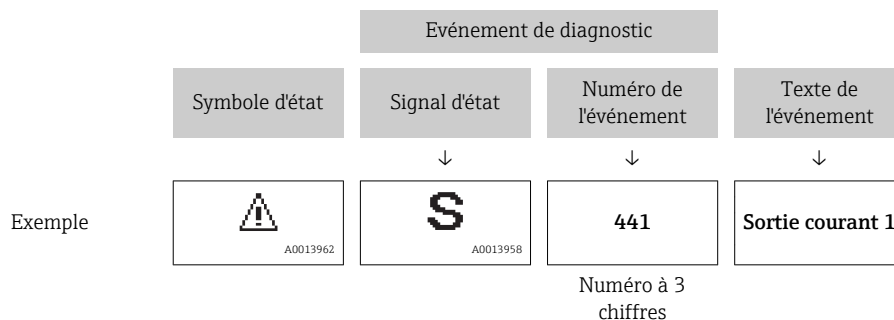 Evénement de diagnostic
Symbole d'état
Signal d'état
Numéro de
l'événement
Texte de
l'événement
↓
↓
↓
Exemple
A0013962
S
A0013958
441
Sortie courant 1
Numéro à 3
chiffres